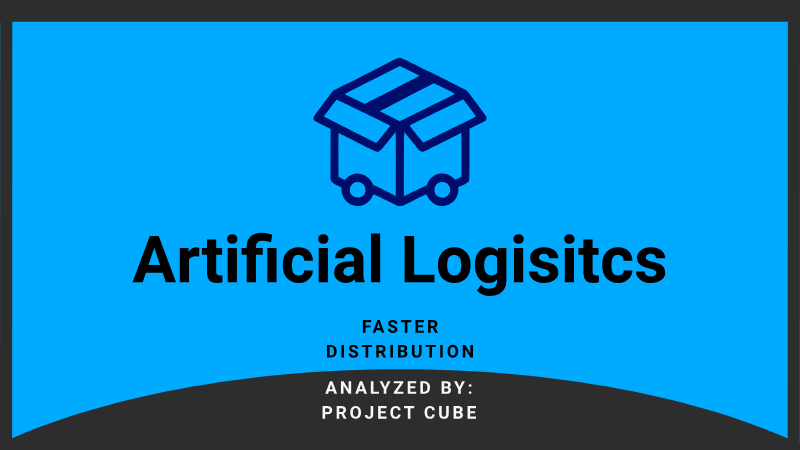 Artificial Logisitcs
FASTER
DISTRIBUTION
ANALYZED BY:
PROJECT CUBE